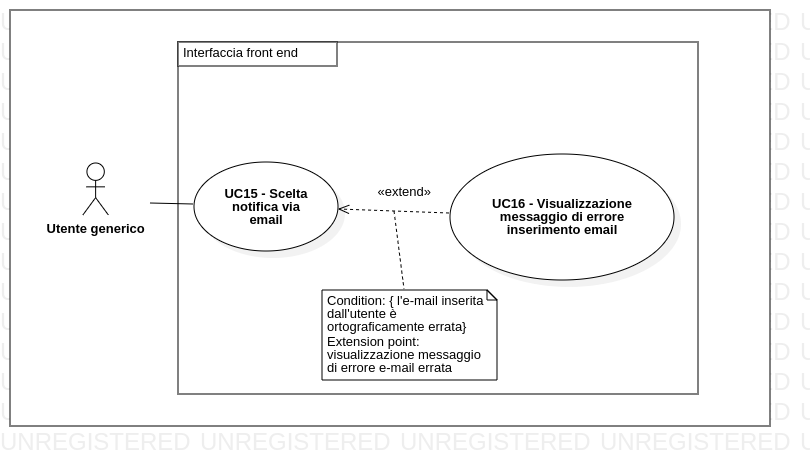 Interfaccia front end
«extend»
UC15 - Scelta
notifica via
email
UC16 - Visualizzazione
messaggio di errore
inserimento email
Utente generico
Condition: { l'e-mail inserita
dall'utente è
ortograficamente errata}
Extension point:
visualizzazione messaggio
di errore e-mail errata
UNREGISTERED UNREGISTERED UNREGISTERED UNREGISTERED